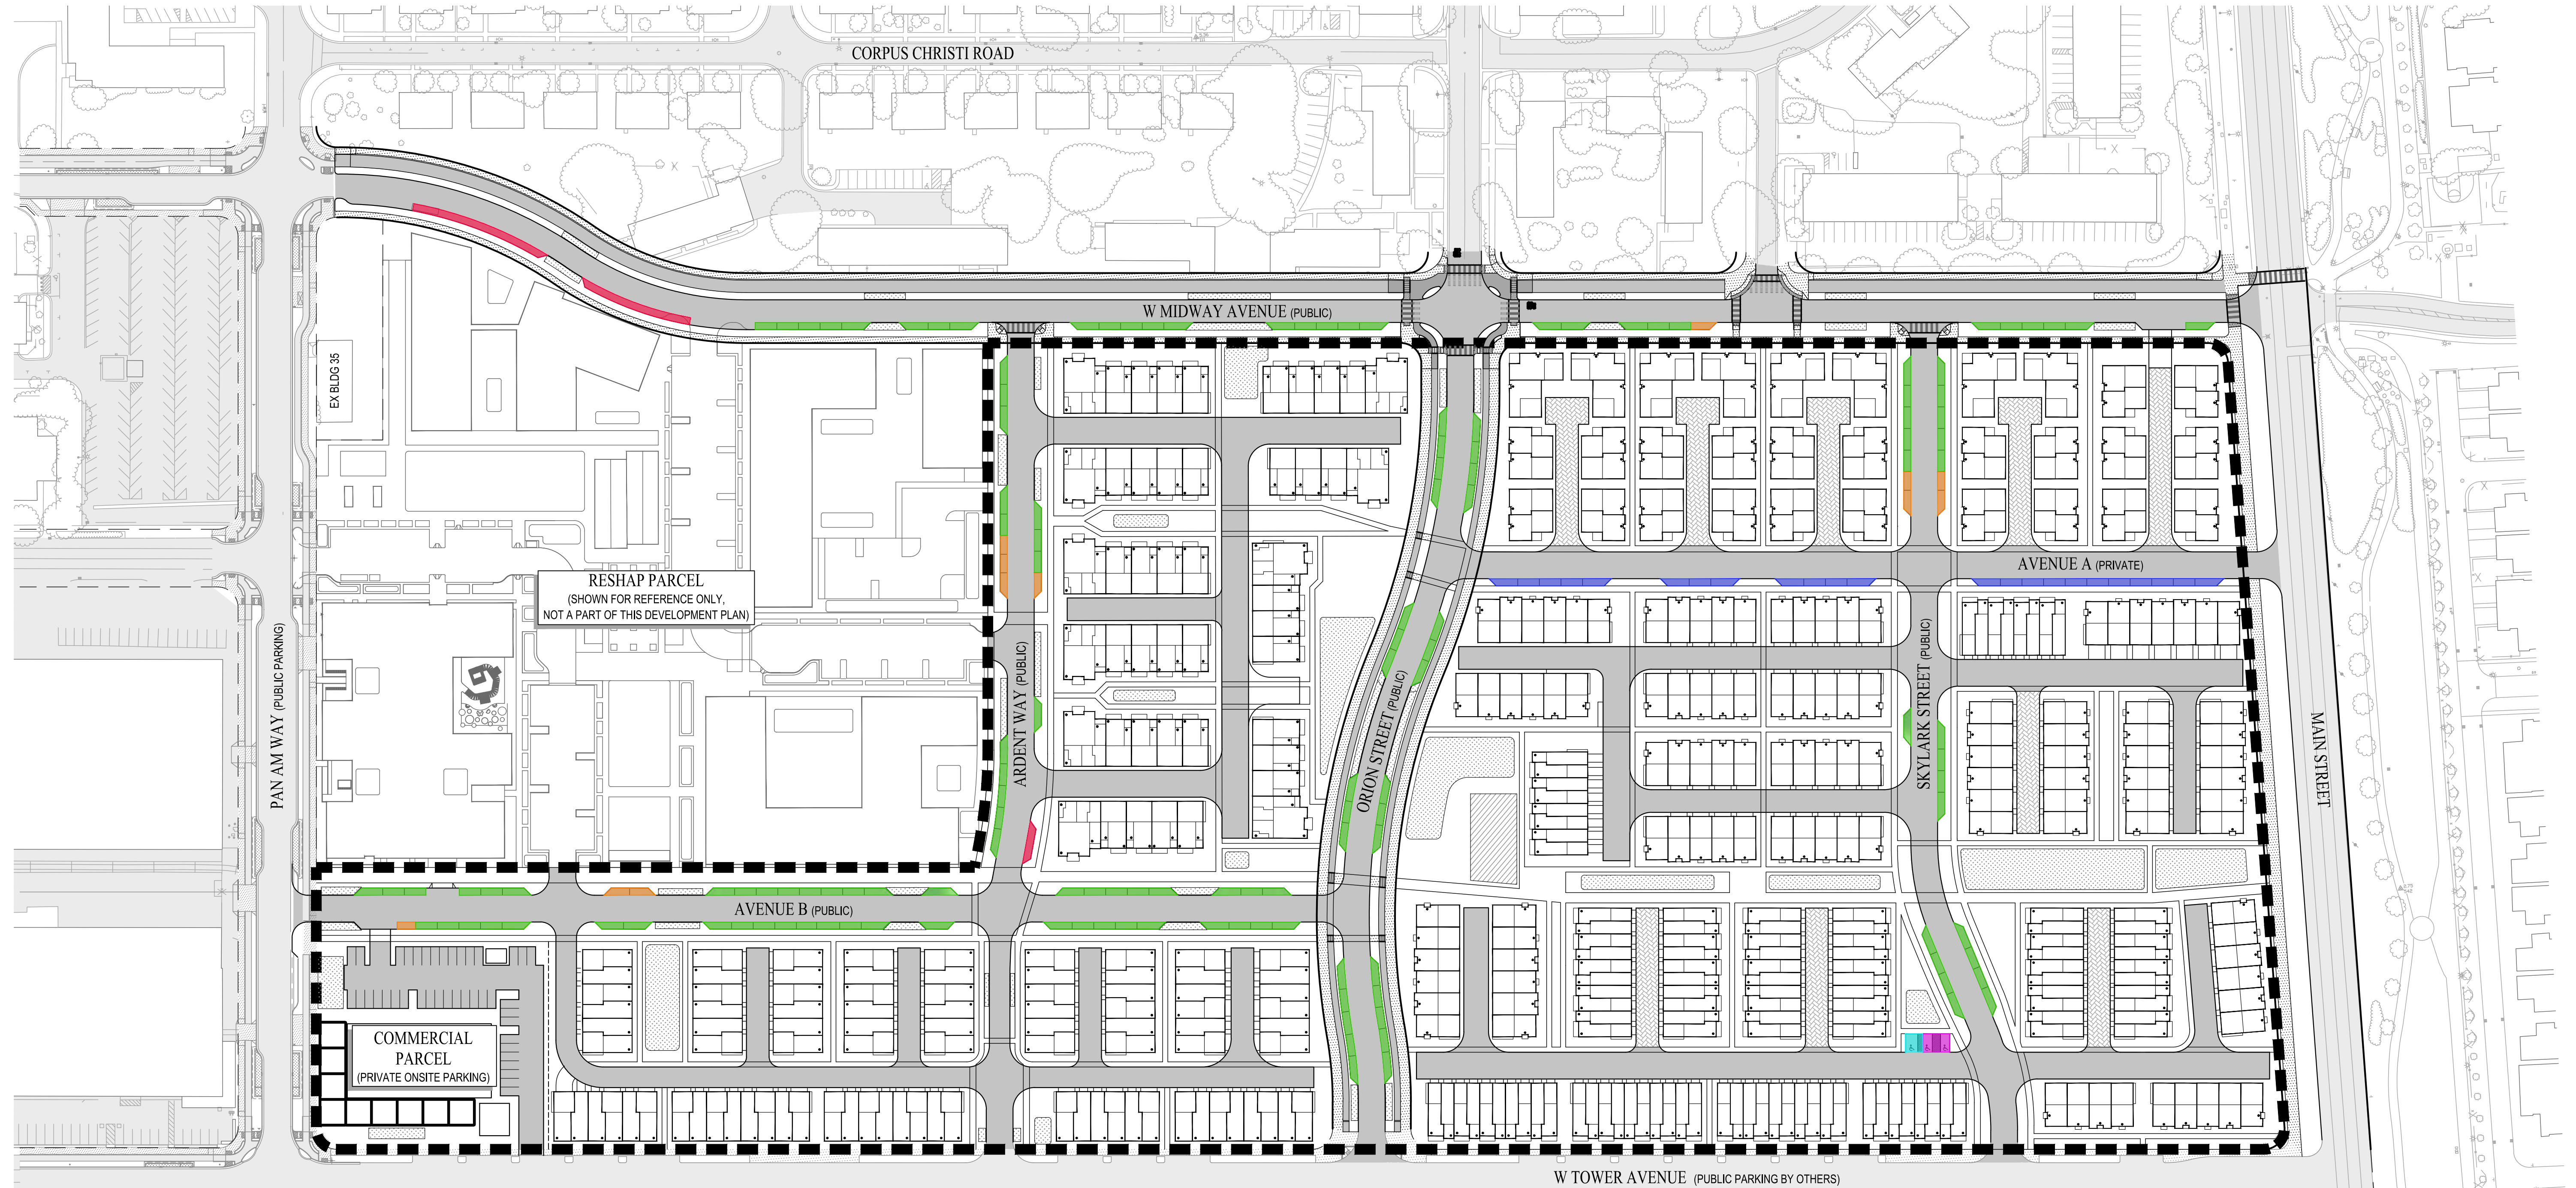 CORPUS CHRISTI ROAD
W MIDWAY AVENUE (PUBLIC)
EX BLDG 35
RESHAP PARCEL
(SHOWN FOR REFERENCE ONLY,
NOT A PART OF THIS DEVELOPMENT PLAN)
AVENUE A (PRIVATE)
PAN AM WAY (PUBLIC PARKING)
ARDENT WAY (PUBLIC)
ORION STREET (PUBLIC)
SKYLARK STREET (PUBLIC)
MAIN STREET
AVENUE B (PUBLIC)
COMMERCIAL
PARCEL
(PRIVATE ONSITE PARKING)
W TOWER AVENUE (PUBLIC PARKING BY OTHERS)